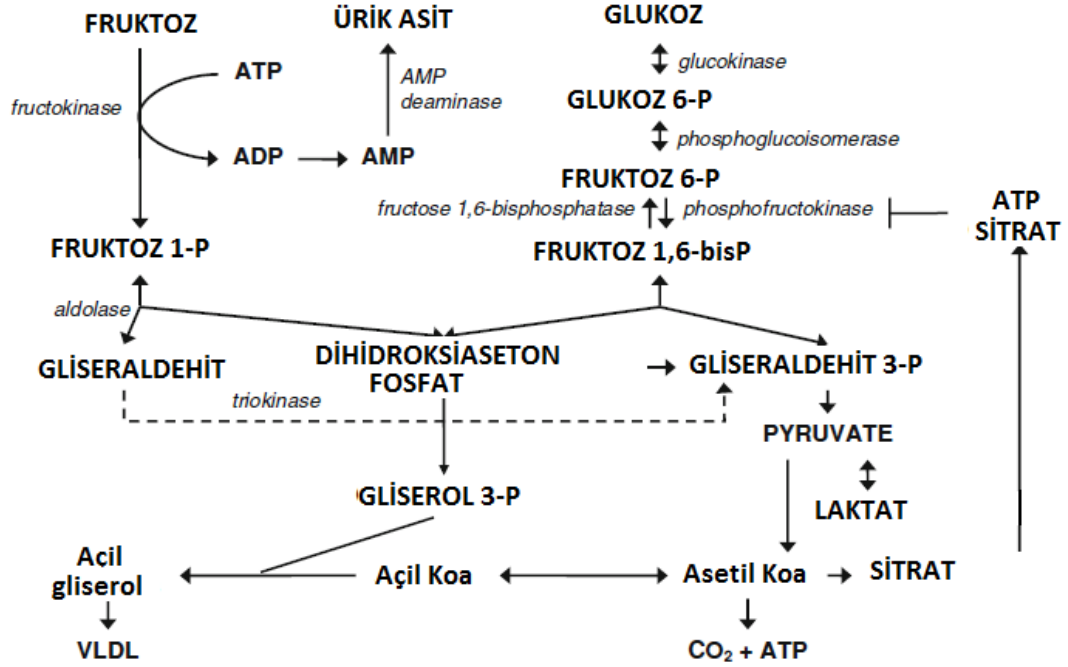 FRUKTOZ
ÜRİK ASİT
GLUKOZ
ATP
AMP
deaminase
glucokinase
fructokinase
GLUKOZ 6-P
phosphoglucoisomerase
ADP
AMP
FRUKTOZ 6-P
fructose 1,6-bisphosphatase
phosphofructokinase
ATP
SİTRAT
FRUKTOZ 1-P
FRUKTOZ 1,6-bisP
aldolase
GLİSERALDEHİT
DİHİDROKSİASETON
FOSFAT
GLİSERALDEHİT 3-P
triokinase
PYRUVATE
GLİSEROL 3-P
LAKTAT
Açil
gliserol
Açil Koa
Asetil Koa
SİTRAT
VLDL
CO₂ + ATP